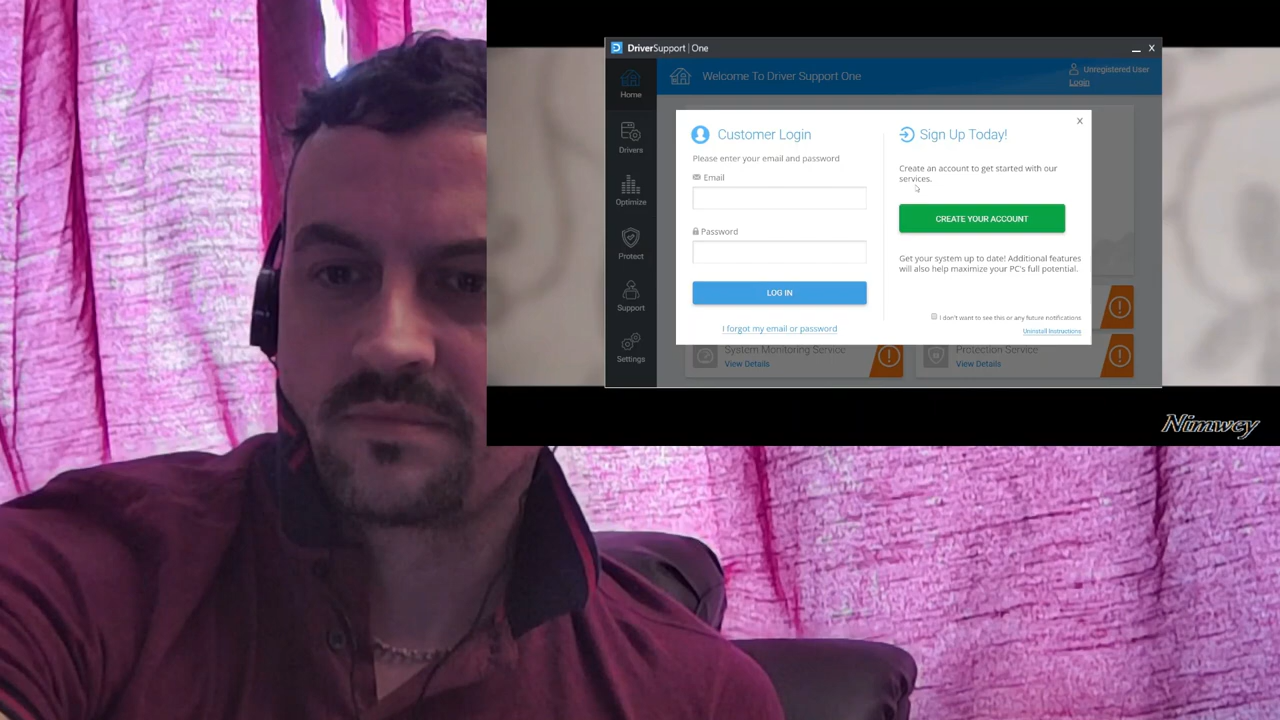 DriverSupport | One
Welcome To Driver Support One
Unregistered User
Login
Home
Drivers
Optimize
Protect
Support
Settings
Customer Login
Please enter your email and password
Email
Password
LOG IN
I forgot my email or password
Sign Up Today!
Create an account to get started with our
services.
CREATE YOUR ACCOUNT
Get your system up to date! Additional features
will also help maximize your PC's full potential.
I don't want to see this or any future notifications
Uninstall Instructions
System Monitoring Service
View Details
Protection Service
View Details
Nimwey